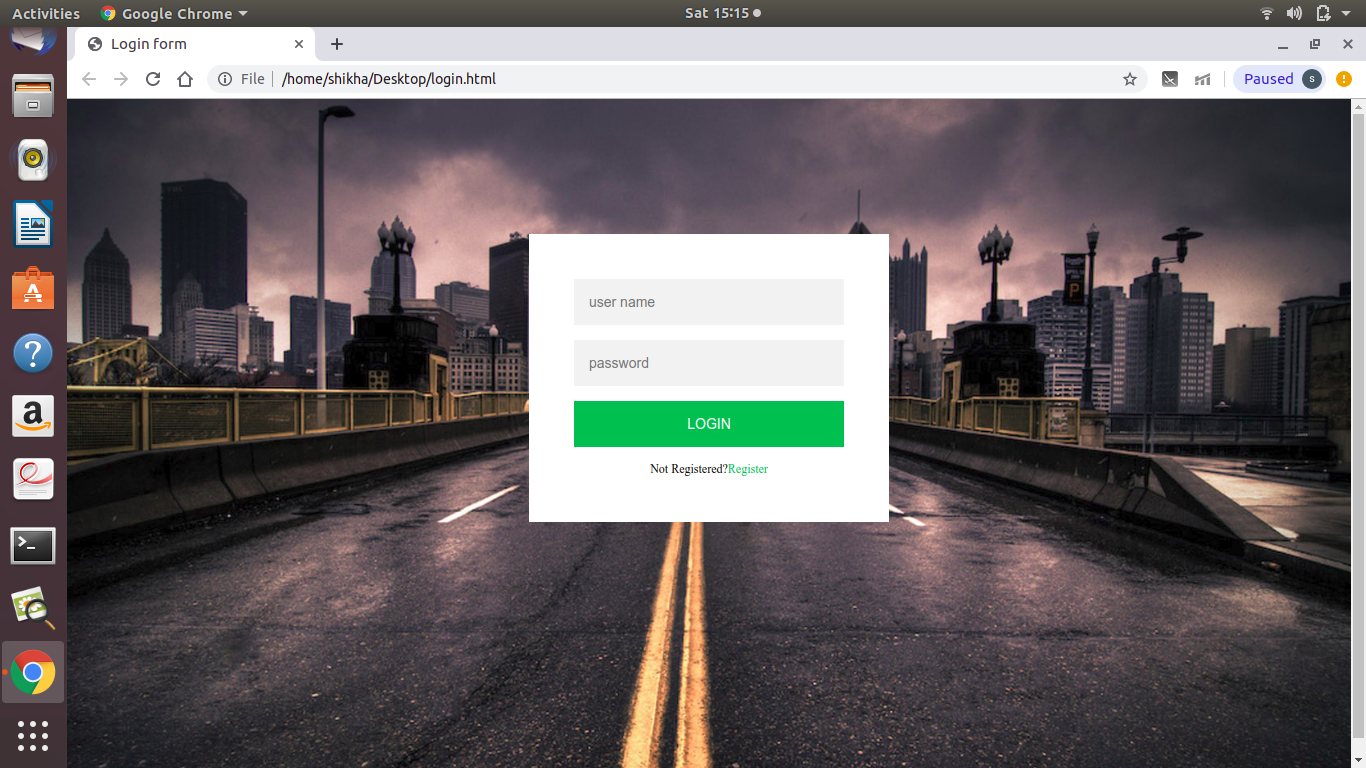 Activities Google Chrome Sat 15:15
Login form
File /home/shikha/Desktop/login.html Paused s
user name
password
LOGIN
Not Registered?Register